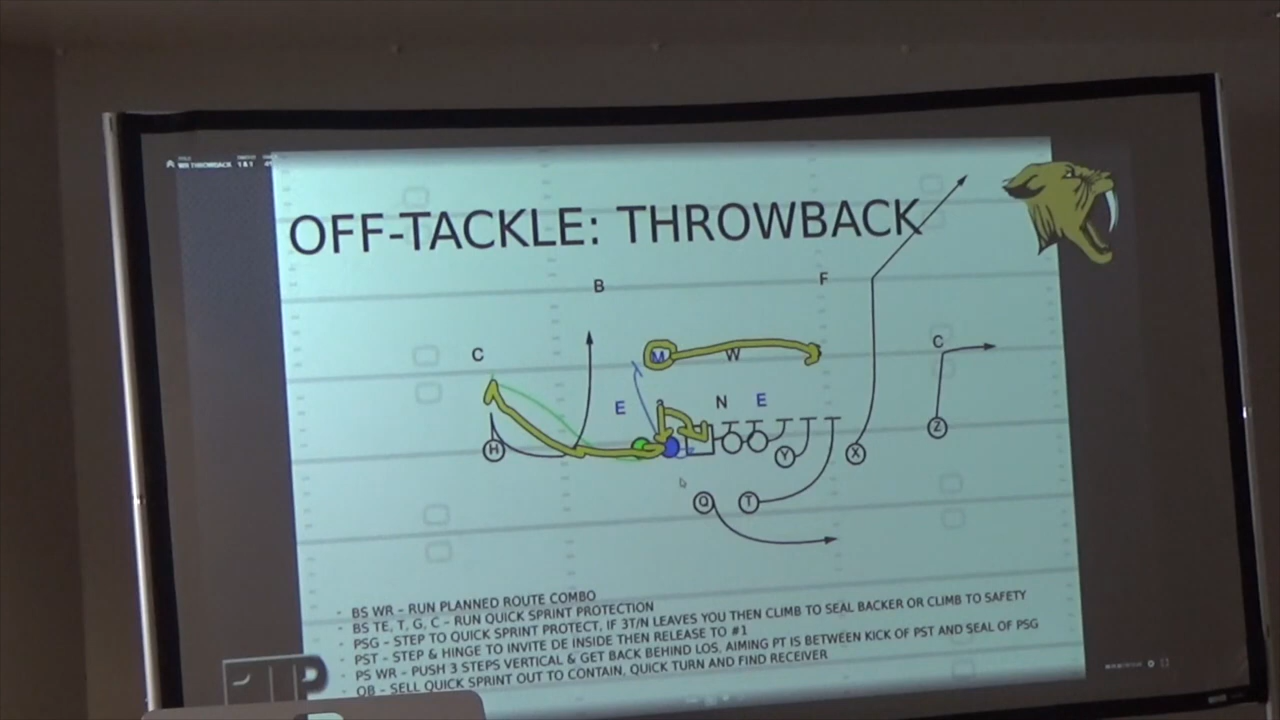 WR THROWBACK
OFF-TACKLE: THROWBACK
B F
C M W C
E N E
H Y X Z
Q T
- BS WR – RUN PLANNED ROUTE COMBO
- BS TE, T, G, C – RUN QUICK SPRINT PROTECTION
- PSG – STEP TO QUICK SPRINT PROTECT, IF 3T/N LEAVES YOU THEN CLIMB TO SEAL BACKER OR CLIMB TO SAFETY
- PST – STEP & HINGE TO INVITE DE INSIDE THEN RELEASE TO #1
- PS WR – PUSH 3 STEPS VERTICAL & GET BACK BEHIND LOS, AIMING PT IS BETWEEN KICK OF PST AND SEAL OF PSG
- QB – SELL QUICK SPRINT OUT TO CONTAIN, QUICK TURN AND FIND RECEIVER